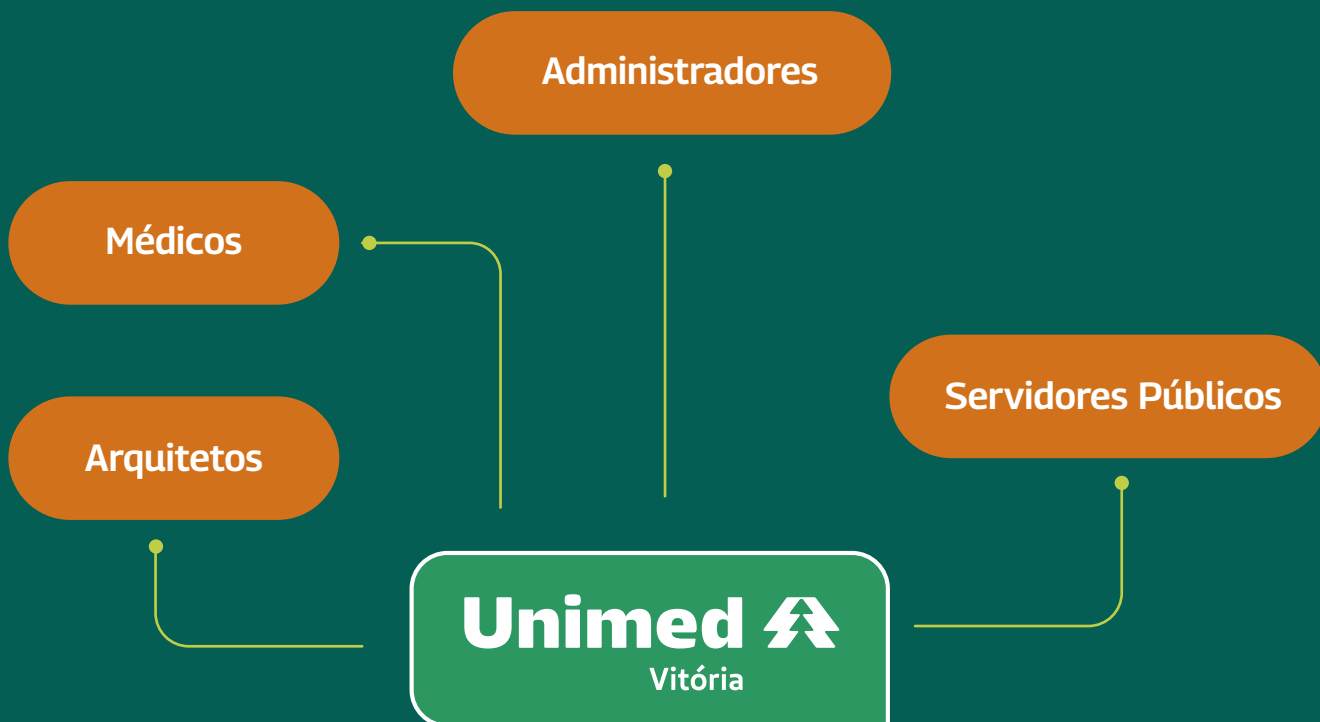 Administradores
Médicos
Servidores Públicos
Arquitetos
Unimed
Vitória